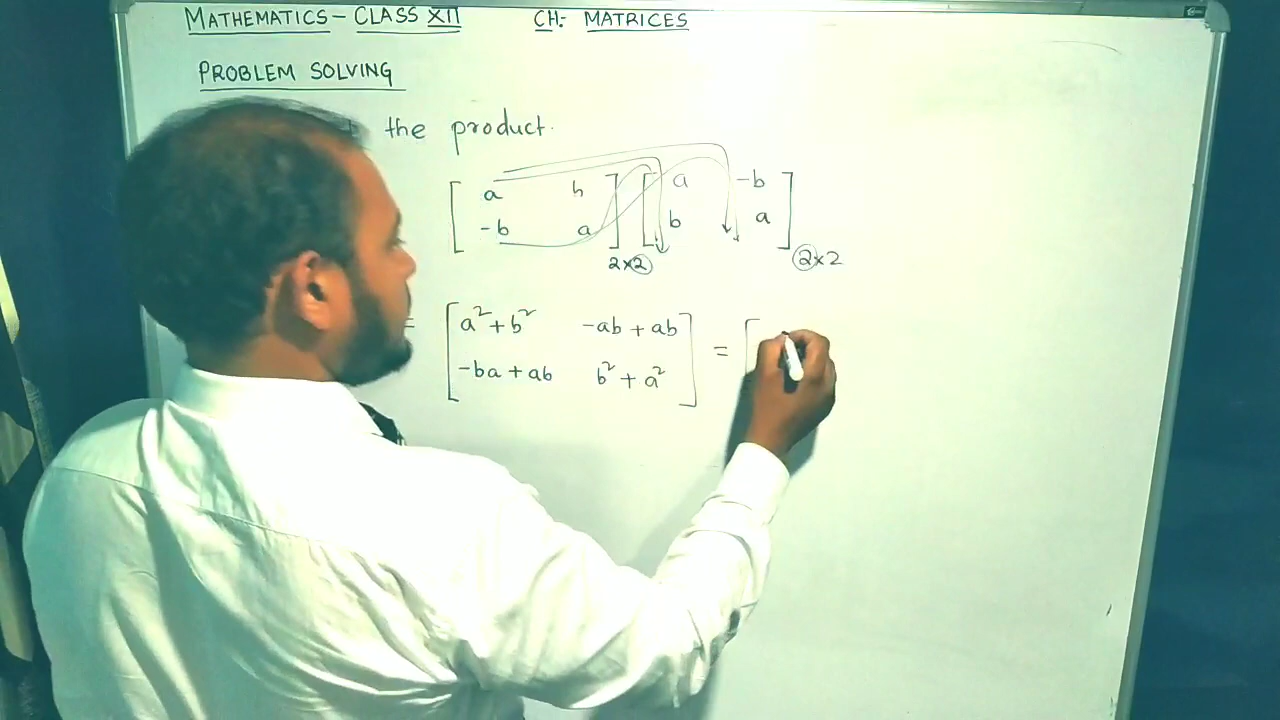 MATHEMATICS - CLASS XII CH: MATRICES
PROBLEM SOLVING
the product.
[ a b ] [ a -b ]
[ -b a ] 2×2 [ b a ] 2×2
= [ a²+b² -ab+ab ] = [
[ -ba+ab b²+a² ]